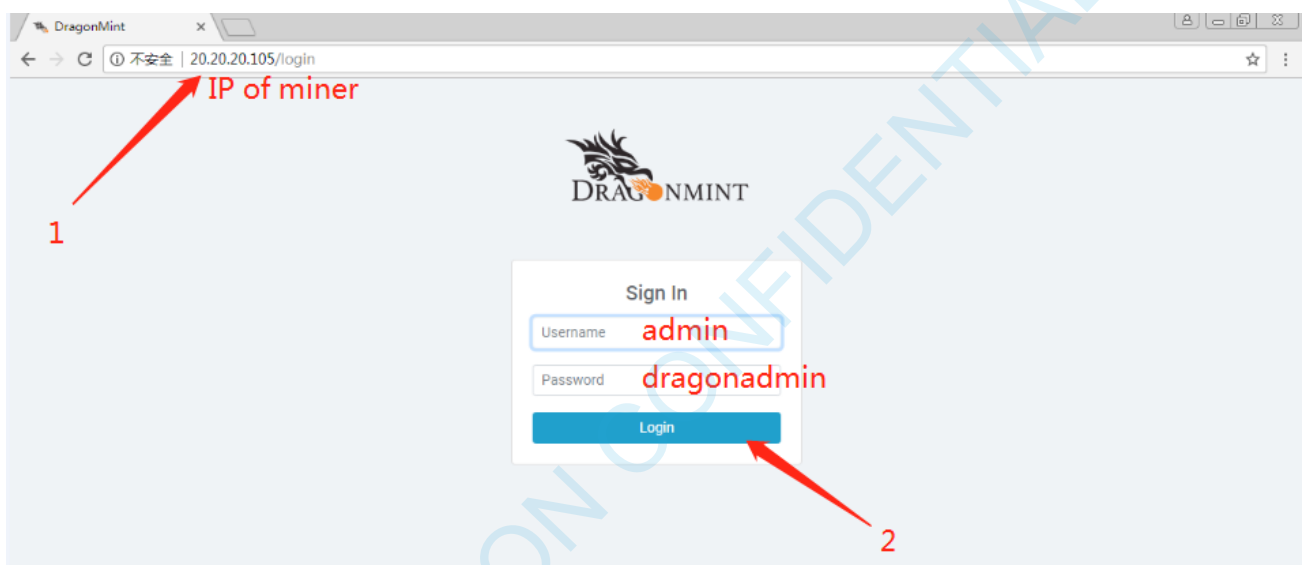 DragonMint
不安全 | 20.20.20.105/login
IP of miner
1
DRAGONMINT
Sign In
Username admin
Password dragonadmin
Login
2
ON CONFIDENTIAL